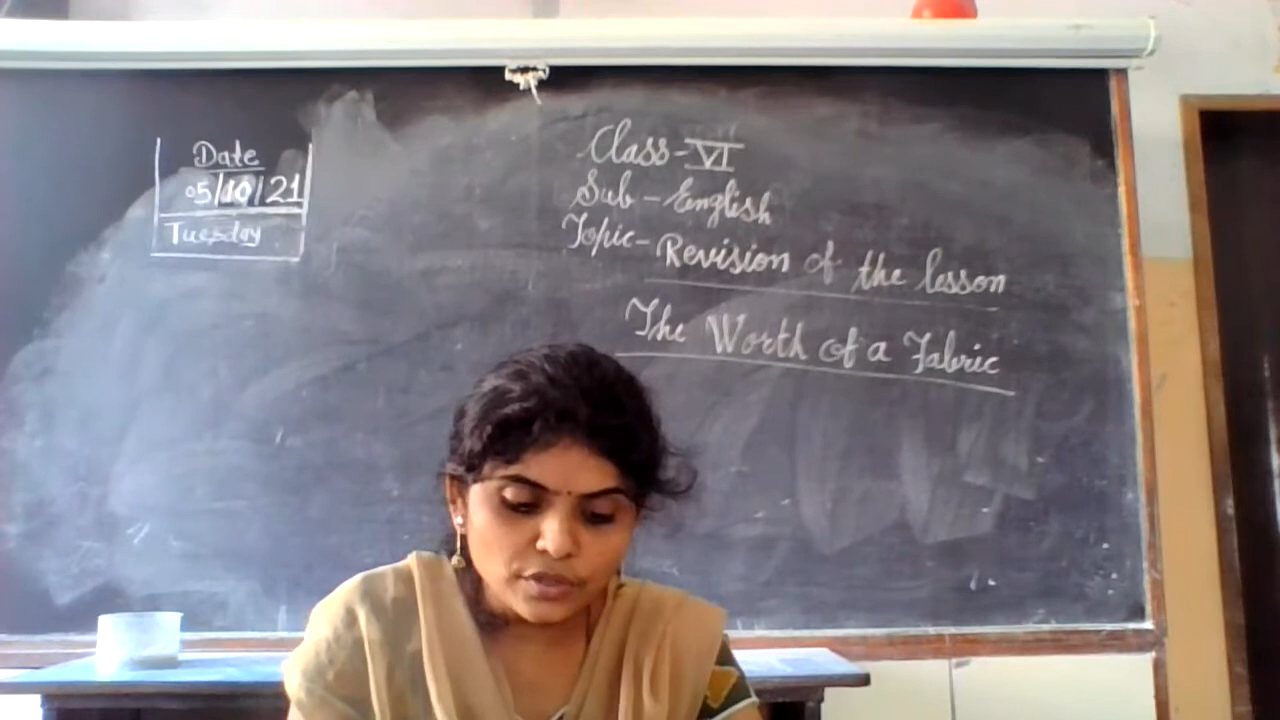 Date
05/10/21
Tuesday
Class-VI
Sub-English
Topic-Revision of the lesson
The Worth of a Fabric